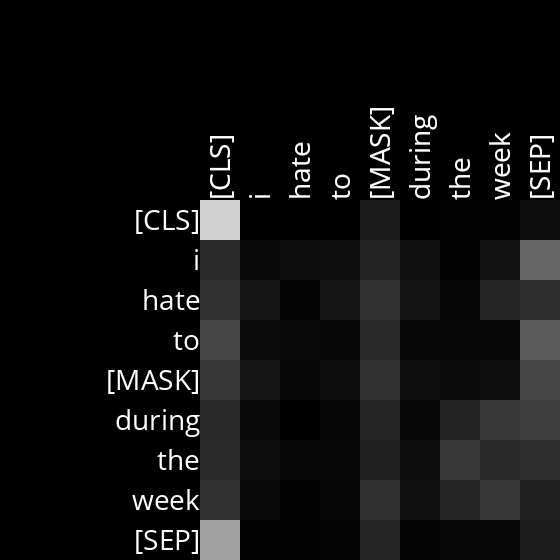 [CLS] i hate to [MASK] during the week [SEP]
[CLS]
i
hate
to
[MASK]
during
the
week
[SEP]